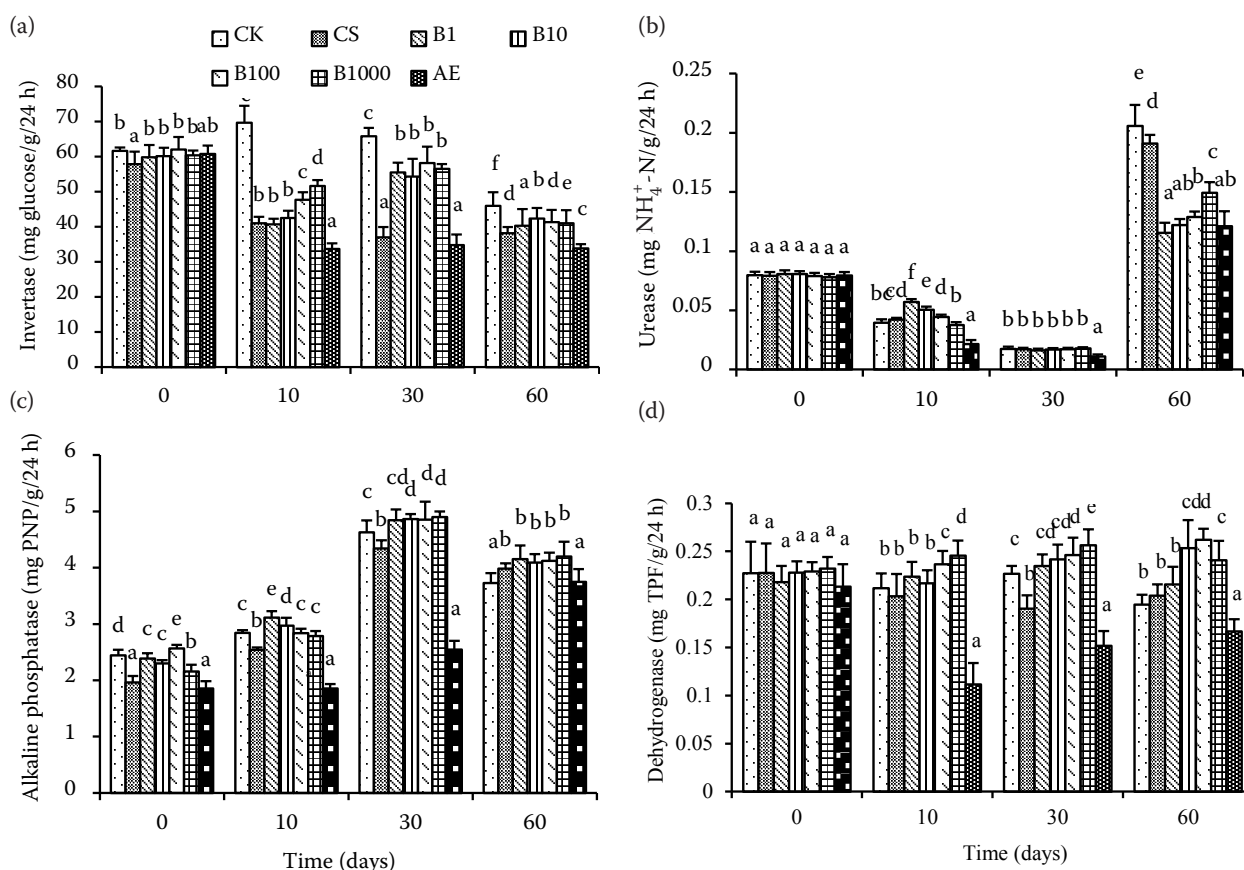 (a)
CK CS B1 B10
B100 B1000 AE
Invertase (mg glucose/g/24 h)
80
70
60
50
40
30
20
10
0
b a b b b b ab
b b b c d a
c a b b b b a
f d a b d e c
0 10 30 60
(b)
Urease (mg NH₄⁺-N/g/24 h)
0.25
0.2
0.15
0.1
0.05
0
a a a a a a a
bc cd f e d b a
b b b b b b a
e d a ab b c ab
0 10 30 60
(c)
Alkaline phosphatase (mg PNP/g/24 h)
6
5
4
3
2
1
0
d a c c e b a
c b e d c c a
c b cd d d d a
a ab b b b b a
0 10 30 60
Time (days)
(d)
Dehydrogenase (mg TPF/g/24 h)
0.3
0.25
0.2
0.15
0.1
0.05
0
a a a a a a a
b b b b c d a
c b cd cd d e a
b b b cd d c a
0 10 30 60
Time (days)